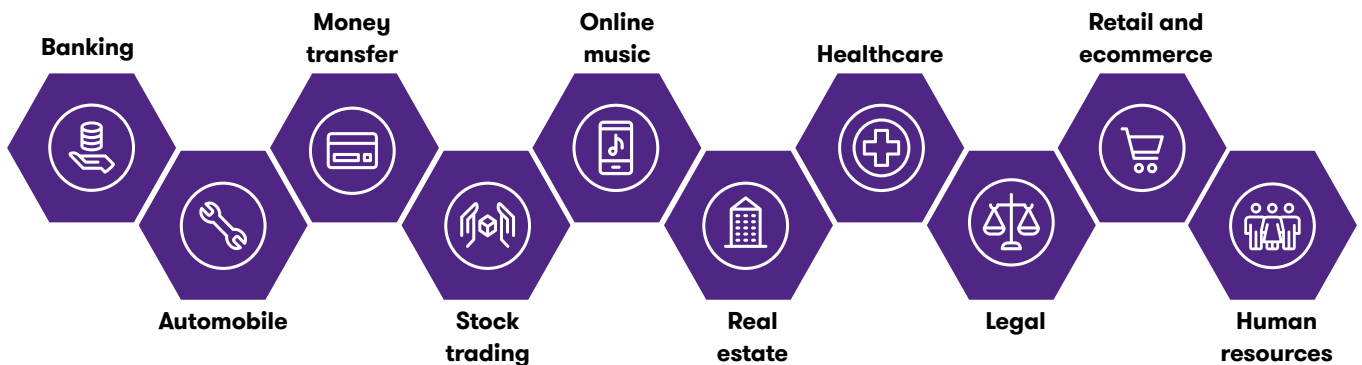 Banking
Money
transfer
Online
music
Healthcare
Retail and
ecommerce
Automobile
Stock
trading
Real
estate
Legal
Human
resources